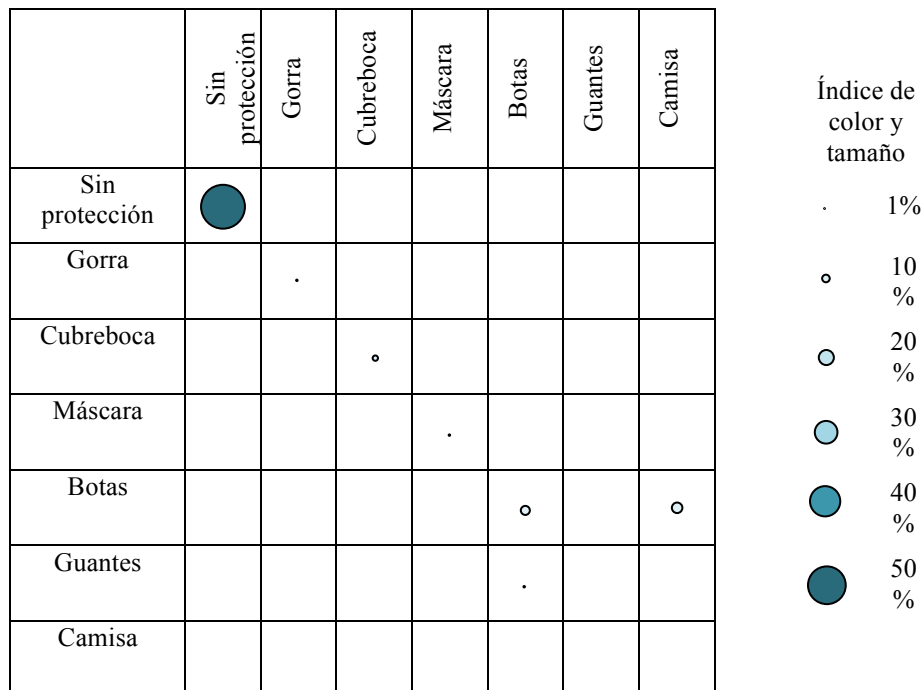 Sin
protección
Gorra
Cubreboca
Máscara
Botas
Guantes
Camisa
Índice de
color y
tamaño
Sin
protección
1%
Gorra
10
%
Cubreboca
20
%
Máscara
30
%
Botas
40
%
Guantes
50
%
Camisa